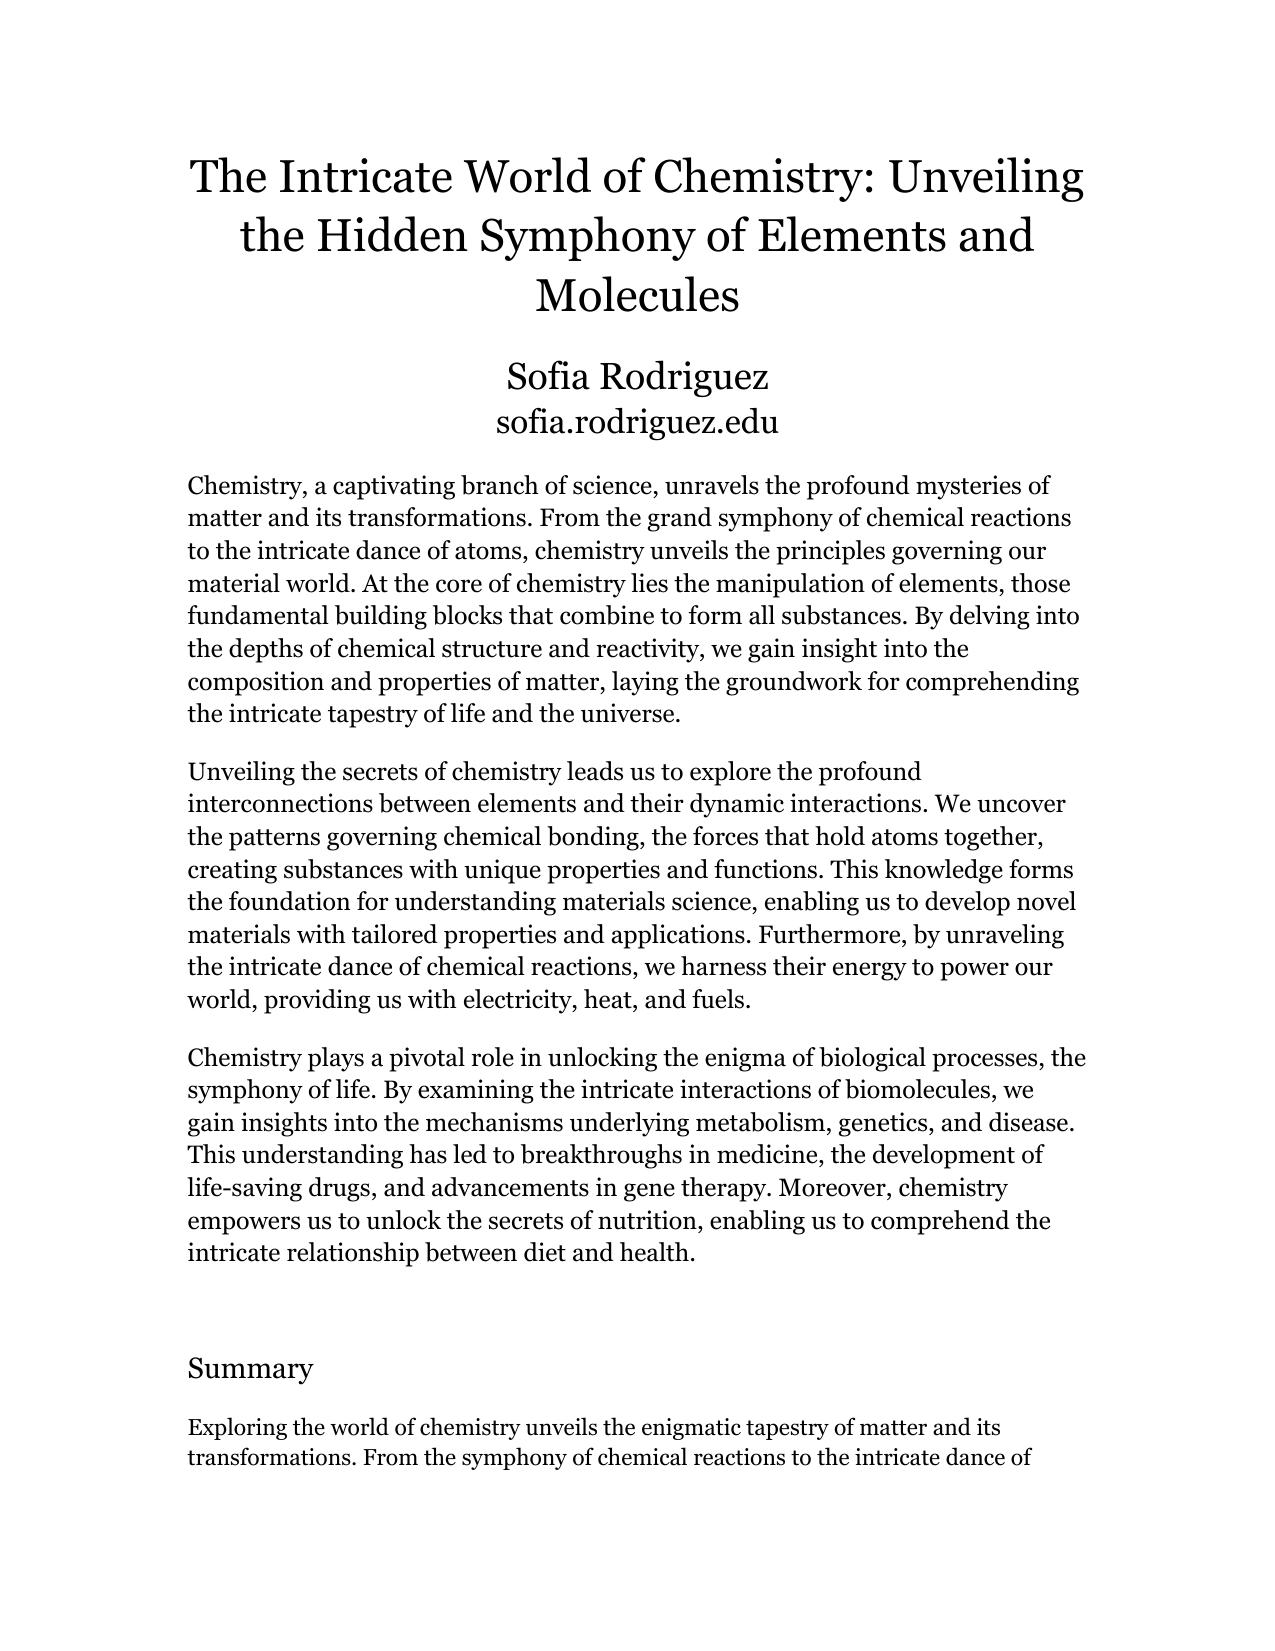 The Intricate World of Chemistry: Unveiling
the Hidden Symphony of Elements and
Molecules
Sofia Rodriguez
sofia.rodriguez.edu
Chemistry, a captivating branch of science, unravels the profound mysteries of
matter and its transformations. From the grand symphony of chemical reactions
to the intricate dance of atoms, chemistry unveils the principles governing our
material world. At the core of chemistry lies the manipulation of elements, those
fundamental building blocks that combine to form all substances. By delving into
the depths of chemical structure and reactivity, we gain insight into the
composition and properties of matter, laying the groundwork for comprehending
the intricate tapestry of life and the universe.
Unveiling the secrets of chemistry leads us to explore the profound
interconnections between elements and their dynamic interactions. We uncover
the patterns governing chemical bonding, the forces that hold atoms together,
creating substances with unique properties and functions. This knowledge forms
the foundation for understanding materials science, enabling us to develop novel
materials with tailored properties and applications. Furthermore, by unraveling
the intricate dance of chemical reactions, we harness their energy to power our
world, providing us with electricity, heat, and fuels.
Chemistry plays a pivotal role in unlocking the enigma of biological processes, the
symphony of life. By examining the intricate interactions of biomolecules, we
gain insights into the mechanisms underlying metabolism, genetics, and disease.
This understanding has led to breakthroughs in medicine, the development of
life-saving drugs, and advancements in gene therapy. Moreover, chemistry
empowers us to unlock the secrets of nutrition, enabling us to comprehend the
intricate relationship between diet and health.
Summary
Exploring the world of chemistry unveils the enigmatic tapestry of matter and its
transformations. From the symphony of chemical reactions to the intricate dance of